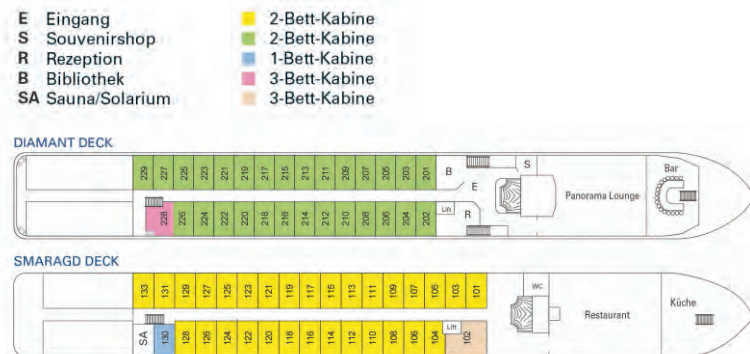 E Eingang
S Souvenirshop
R Rezeption
B Bibliothek
SA Sauna/Solarium
2-Bett-Kabine
2-Bett-Kabine
1-Bett-Kabine
3-Bett-Kabine
3-Bett-Kabine
DIAMANT DECK
229 227 225 223 221 219 217 215 213 211 209 207 205 203 201 B S Bar
E Panorama Lounge
228 226 224 222 220 218 216 214 212 210 208 206 204 202 Lift R
SMARAGD DECK
133 131 129 127 125 123 121 119 117 115 113 111 109 107 105 103 101 WC
Restaurant Küche
SA 130 128 126 124 122 120 118 116 114 112 110 108 106 104 Lift 102